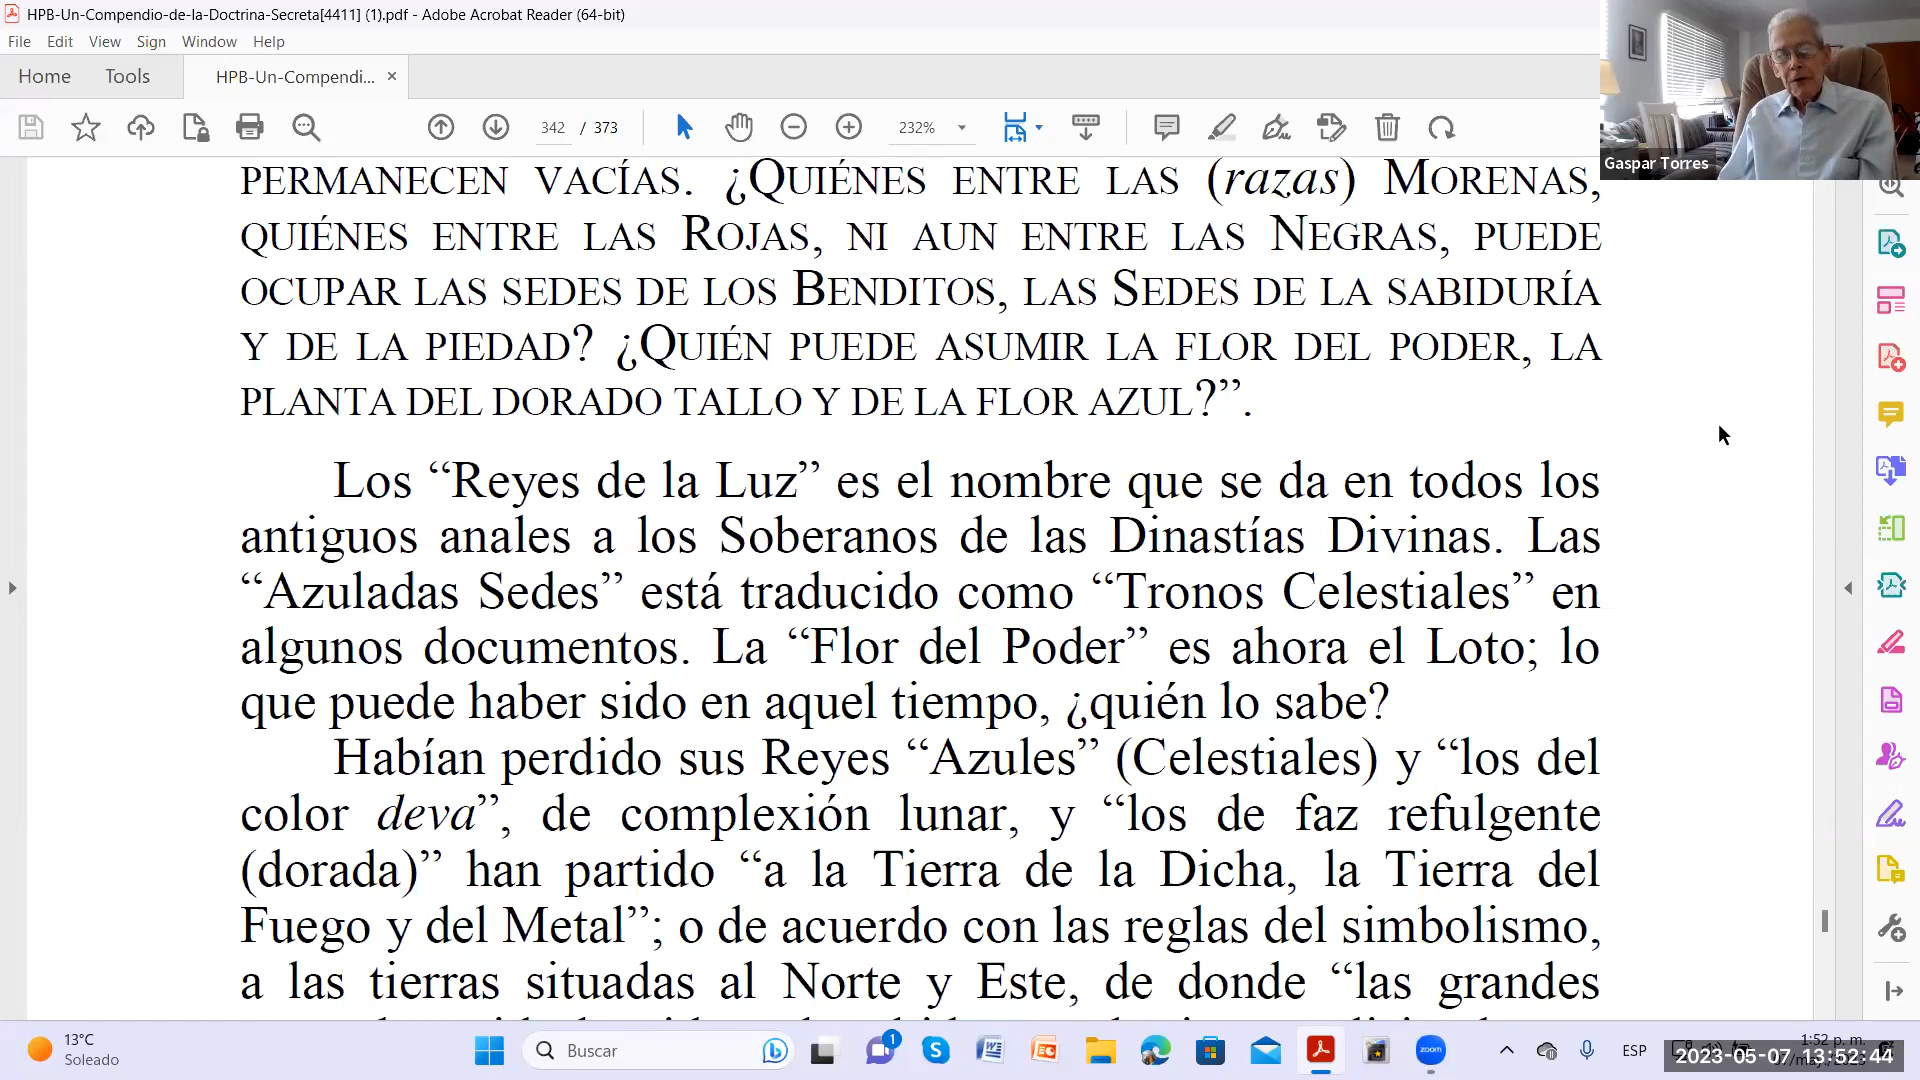 HPB-Un-Compendio-de-la-Doctrina-Secreta[4411] (1).pdf - Adobe Acrobat Reader (64-bit)
File Edit View Sign Window Help
Home Tools HPB-Un-Compendi... ×
342 / 373 232%
Gaspar Torres
PERMANECEN VACÍAS. ¿QUIÉNES ENTRE LAS (razas) MORENAS,
QUIÉNES ENTRE LAS ROJAS, NI AUN ENTRE LAS NEGRAS, PUEDE
OCUPAR LAS SEDES DE LOS BENDITOS, LAS SEDES DE LA SABIDURÍA
Y DE LA PIEDAD? ¿QUIÉN PUEDE ASUMIR LA FLOR DEL PODER, LA
PLANTA DEL DORADO TALLO Y DE LA FLOR AZUL?”.
Los “Reyes de la Luz” es el nombre que se da en todos los
antiguos anales a los Soberanos de las Dinastías Divinas. Las
“Azuladas Sedes” está traducido como “Tronos Celestiales” en
algunos documentos. La “Flor del Poder” es ahora el Loto; lo
que puede haber sido en aquel tiempo, ¿quién lo sabe?
Habían perdido sus Reyes “Azules” (Celestiales) y “los del
color deva”, de complexión lunar, y “los de faz refulgente
(dorada)” han partido “a la Tierra de la Dicha, la Tierra del
Fuego y del Metal”; o de acuerdo con las reglas del simbolismo,
a las tierras situadas al Norte y Este, de donde “las grandes
13°C
Soleado
Buscar
1
zoom
ESP
1:52 p. m.
2023-05-07 13:52:44